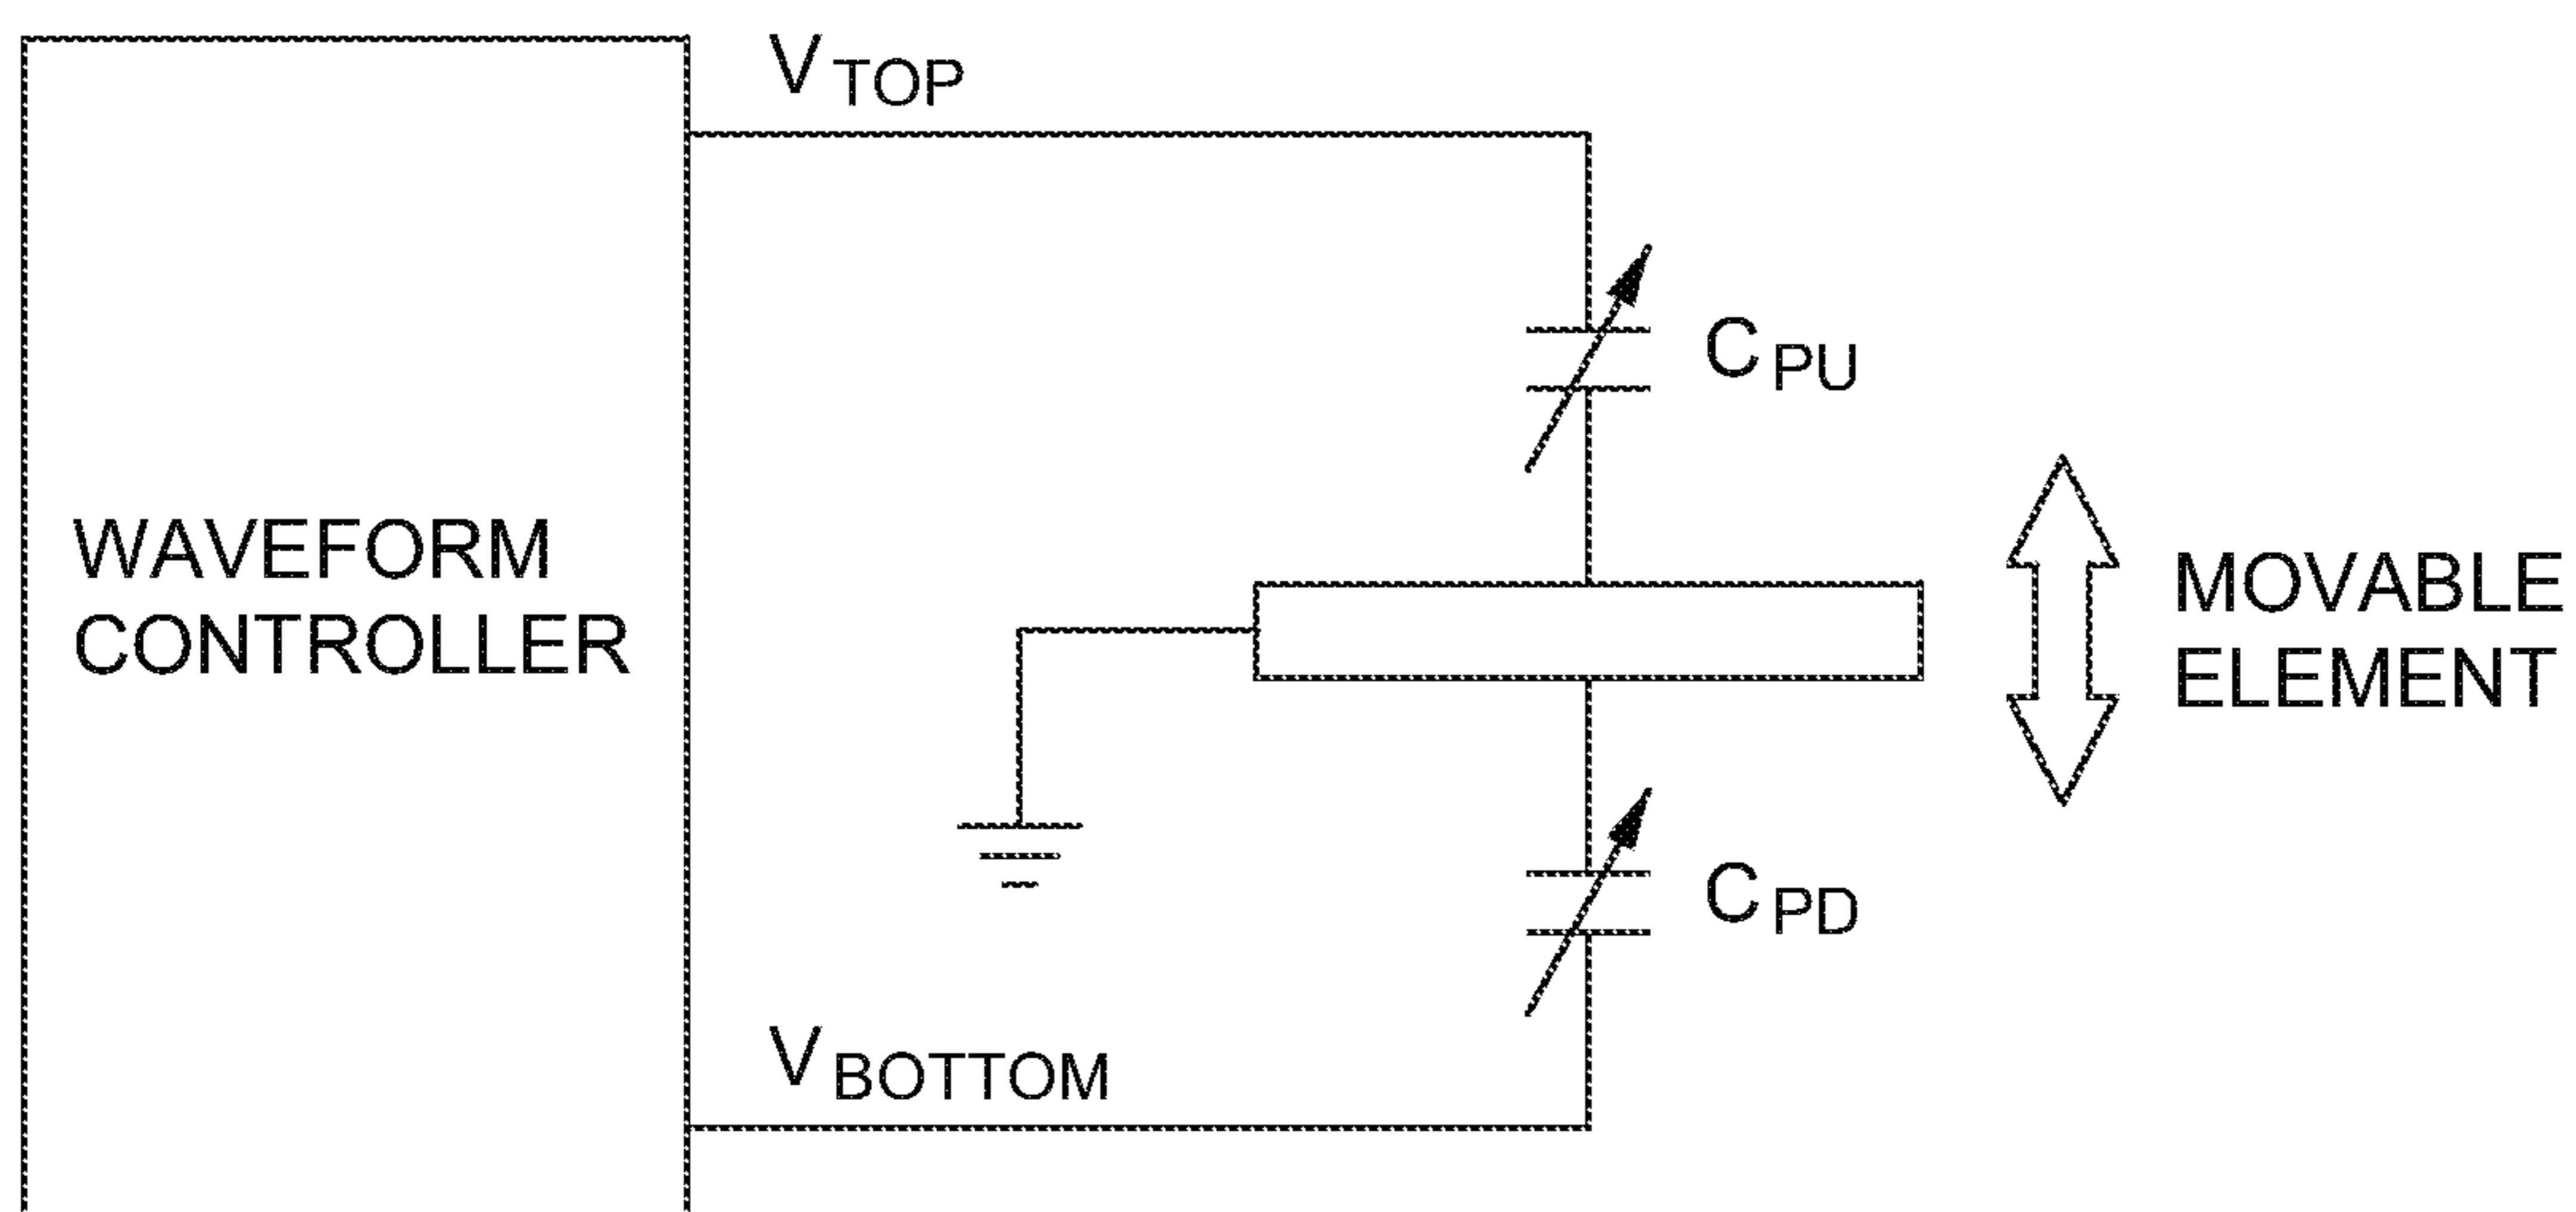 V TOP
C PU
WAVEFORM
CONTROLLER
MOVABLE
ELEMENT
C PD
V BOTTOM